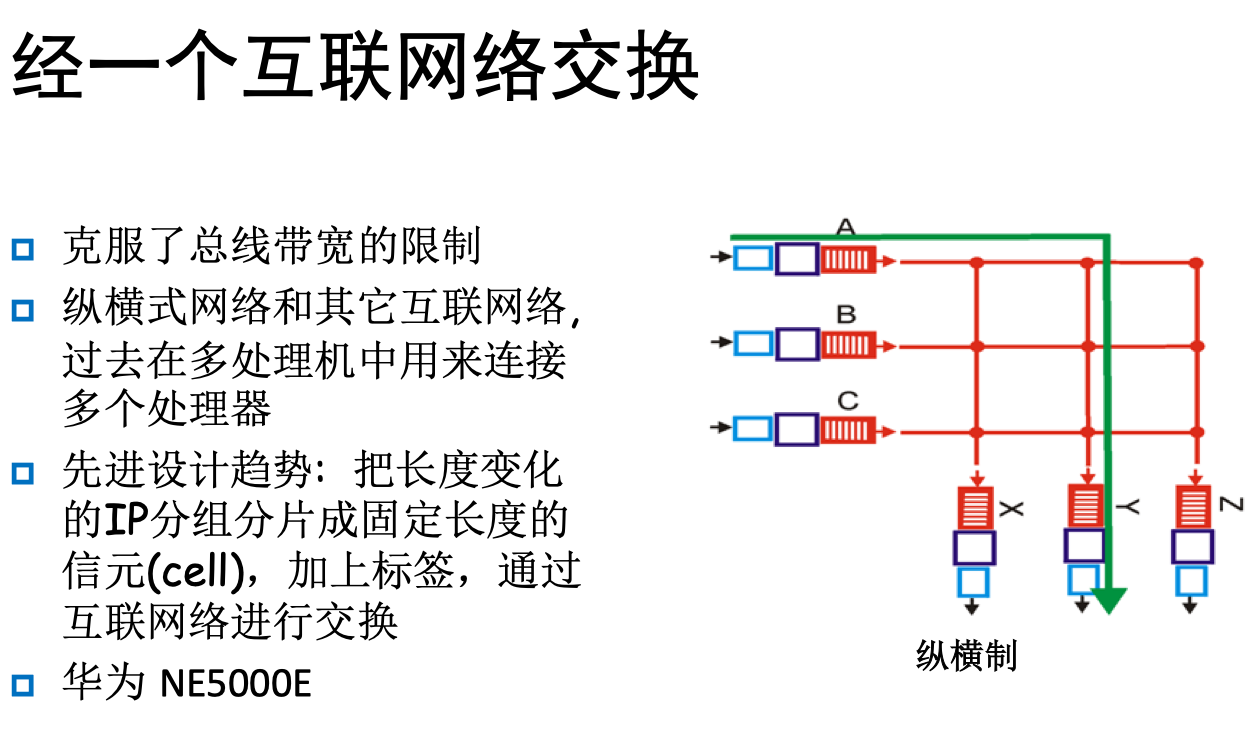 经一个互联网络交换
克服了总线带宽的限制
纵横式网络和其它互联网络,
过去在多处理机中用来连接
多个处理器
先进设计趋势：把长度变化
的IP分组分片成固定长度的
信元(cell)，加上标签，通过
互联网络进行交换
华为 NE5000E
A
B
C
X
Y
Z
纵横制